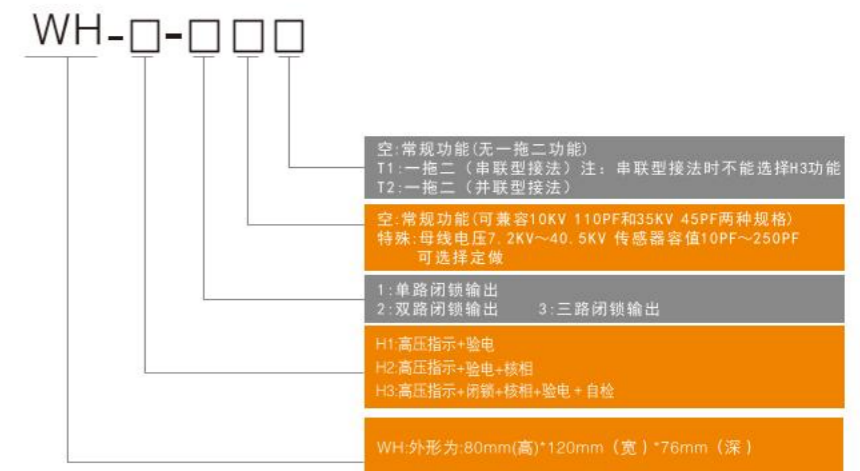 WH-□-□□□
空:常规功能(无一拖二功能)
T1:一拖二（串联型接法）注：串联型接法时不能选择H3功能
T2:一拖二（并联型接法）
空:常规功能(可兼容10KV 110PF和35KV 45PF两种规格)
特殊:母线电压7.2KV～40.5KV 传感器容值10PF～250PF
可选择定做
1:单路闭锁输出
2:双路闭锁输出 3:三路闭锁输出
H1:高压指示+验电
H2:高压指示+验电+核相
H3:高压指示+闭锁+核相+验电+自检
WH:外形为:80mm(高)*120mm（宽）*76mm（深）